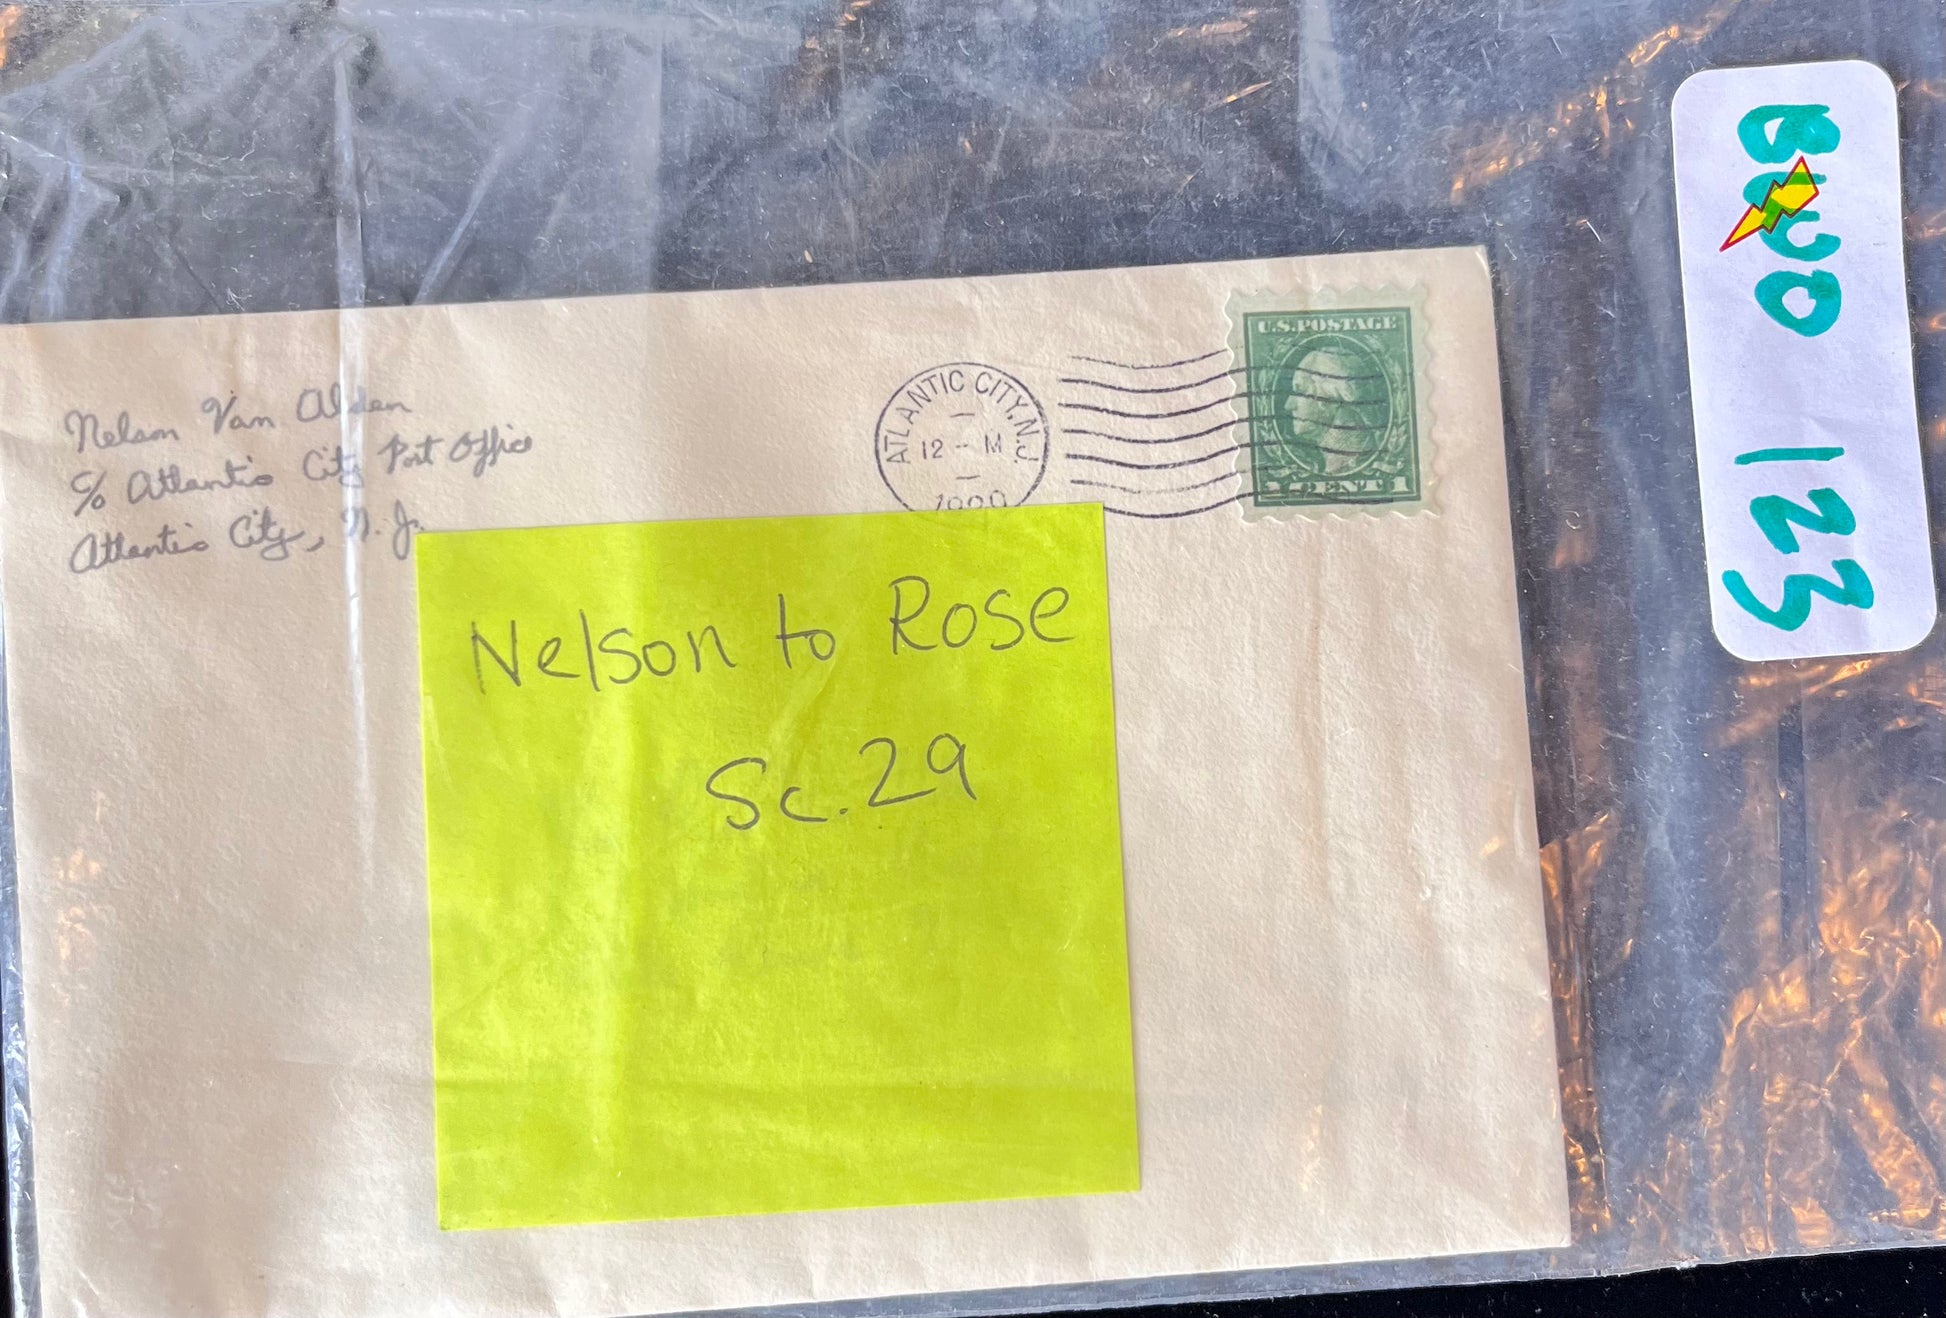 Nelson Van Alden
c/o Atlantic City Post Office
Atlantic City, N. J.
ATLANTIC CITY, N.J.
12 - M
U.S. POSTAGE
1 CENT 1
Nelson to Rose
Sc. 29
123